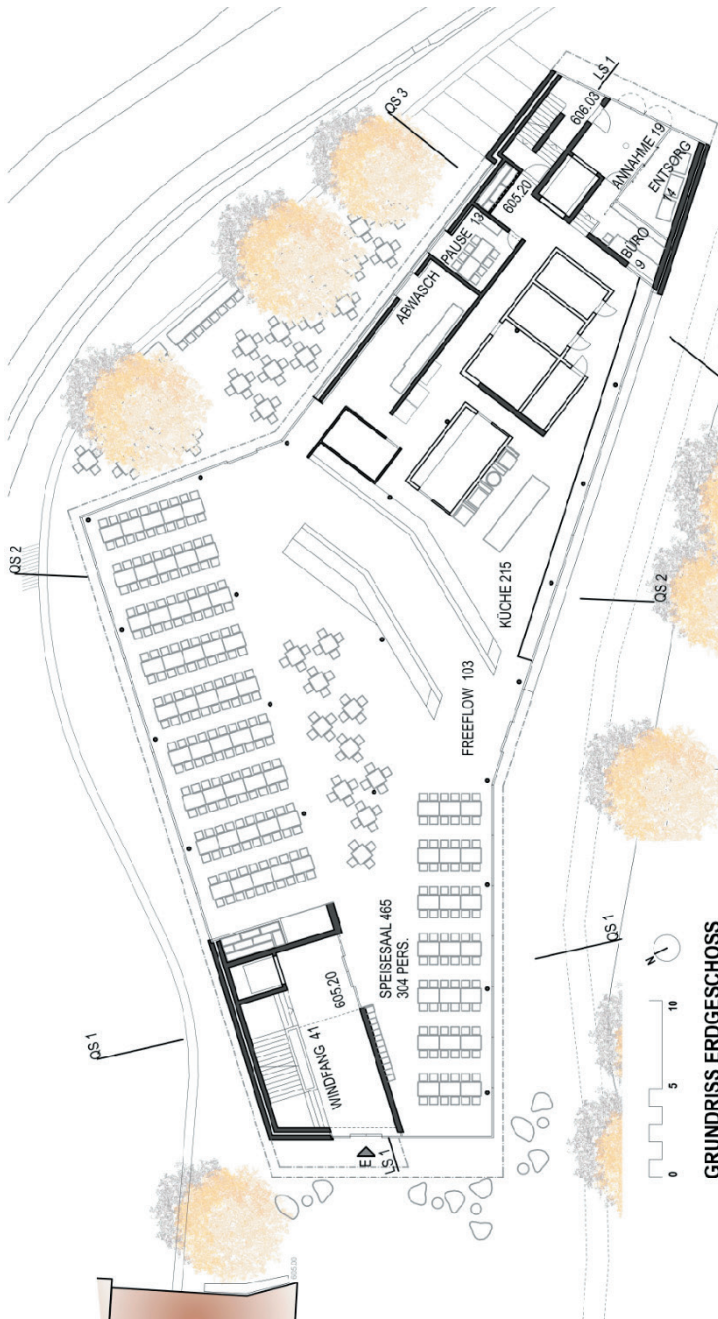 QS 3
LS 1
606.03
ANNAHME 19
ENTSORG
14
605.20
PAUSE 13
BÜRO
9
ABWASCH
QS 2
KÜCHE 215
QS 2
FREEFLOW 103
SPEISESAAL 465
304 PERS.
605.20
WINDFANG 41
QS 1
QS 1
E
LS 1
N
0 5 10
605.00
GRUNDRISS ERDGESCHOSS